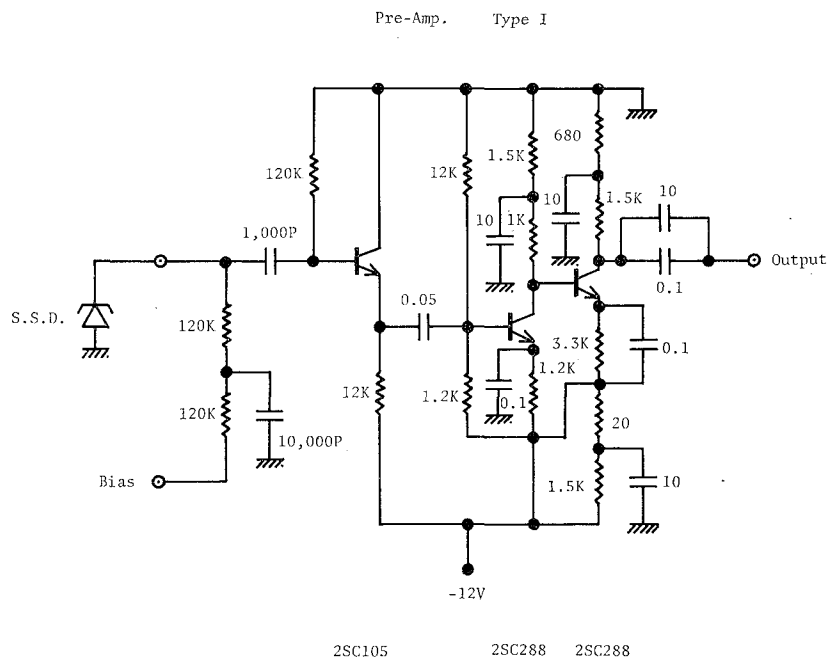 Pre-Amp. Type I
680
1.5K
120K
12K
10
10
1.5K
10 1K
1,000P
Output
0.05
0.1
S.S.D.
120K
3.3K
0.1
1.2K
12K
1.2K
0.1
120K
20
10,000P
Bias
1.5K
10
-12V
2SC105 2SC288 2SC288